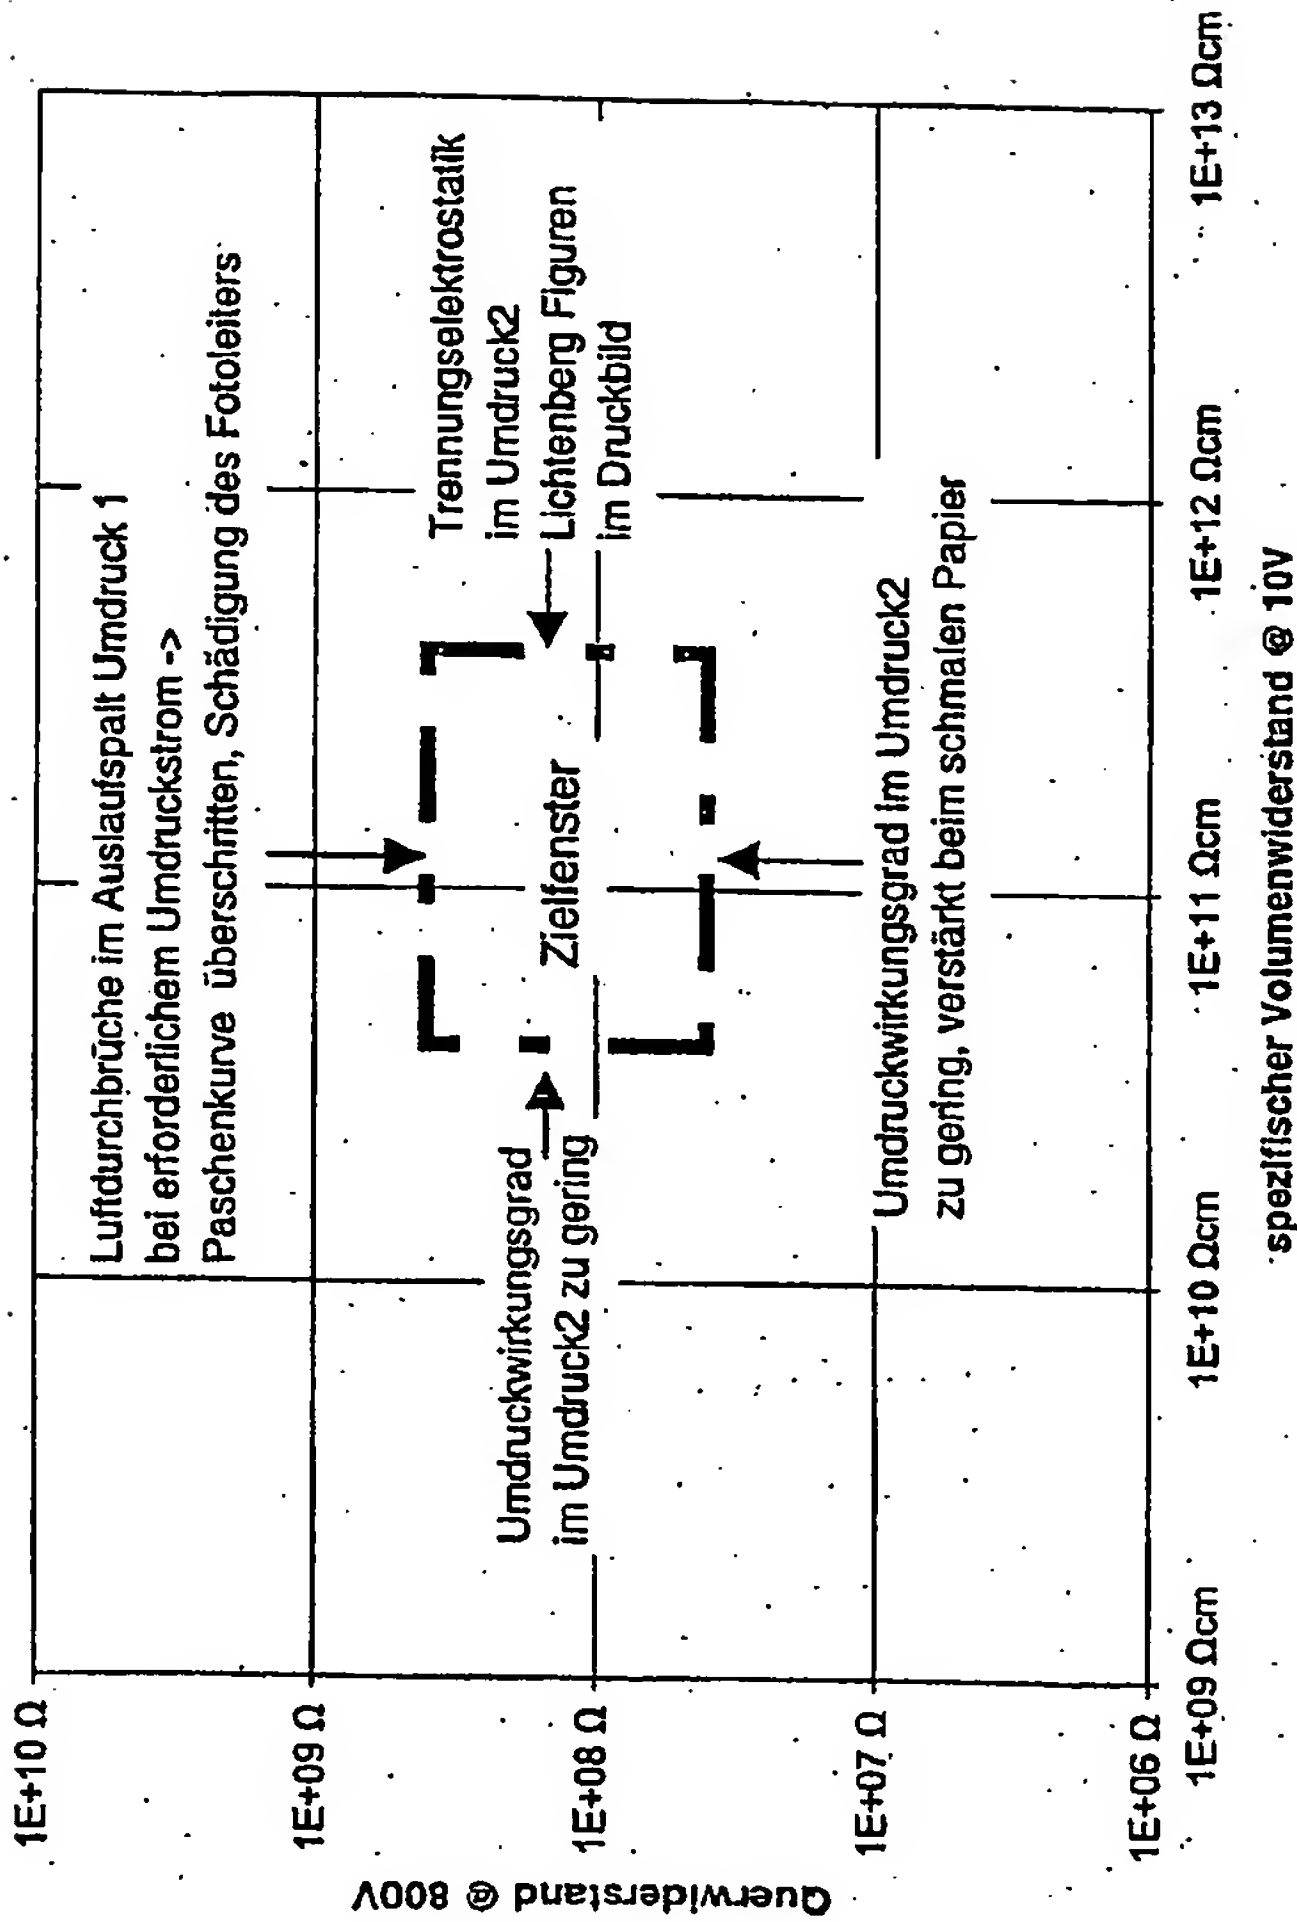 Querwiderstand @ 800V
1E+10 Ω
1E+09 Ω
1E+08 Ω
1E+07 Ω
1E+06 Ω
Luftdurchbrüche im Auslaufspalt Umdruck 1
bei erforderlichem Umdruckstrom ->
Paschenkurve überschritten, Schädigung des Fotoleiters
Umdruckwirkungsgrad
im Umdruck2 zu gering
Zielfenster
Trennungselektrostatik
im Umdruck2
Lichtenberg Figuren
im Druckbild
Umdruckwirkungsgrad im Umdruck2
zu gering, verstärkt beim schmalen Papier
1E+09 Ωcm
1E+10 Ωcm
1E+11 Ωcm
1E+12 Ωcm
1E+13 Ωcm
spezifischer Volumenwiderstand @ 10V